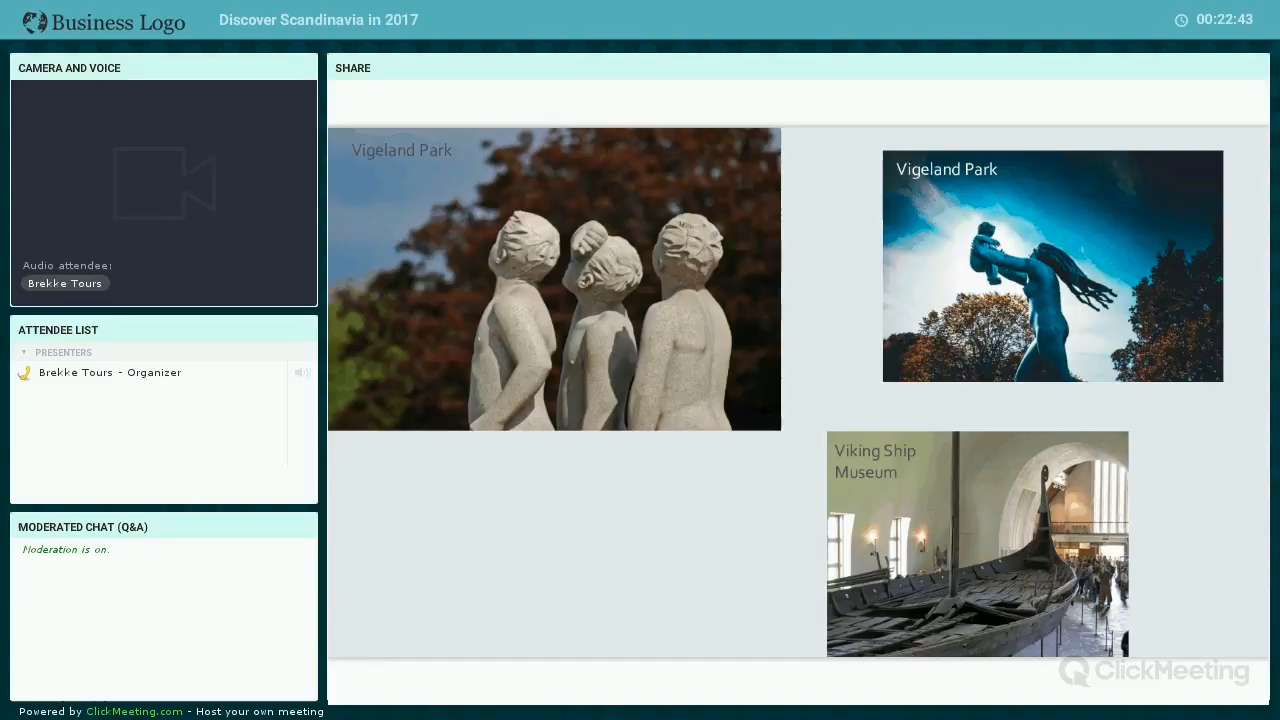 Business Logo
Discover Scandinavia in 2017
00:22:43
CAMERA AND VOICE
Audio attendee:
Brekke Tours
ATTENDEE LIST
PRESENTERS
Brekke Tours - Organizer
MODERATED CHAT (Q&A)
Moderation is on.
SHARE
Vigeland Park
Vigeland Park
Viking Ship
Museum
ClickMeeting
Powered by ClickMeeting.com - Host your own meeting